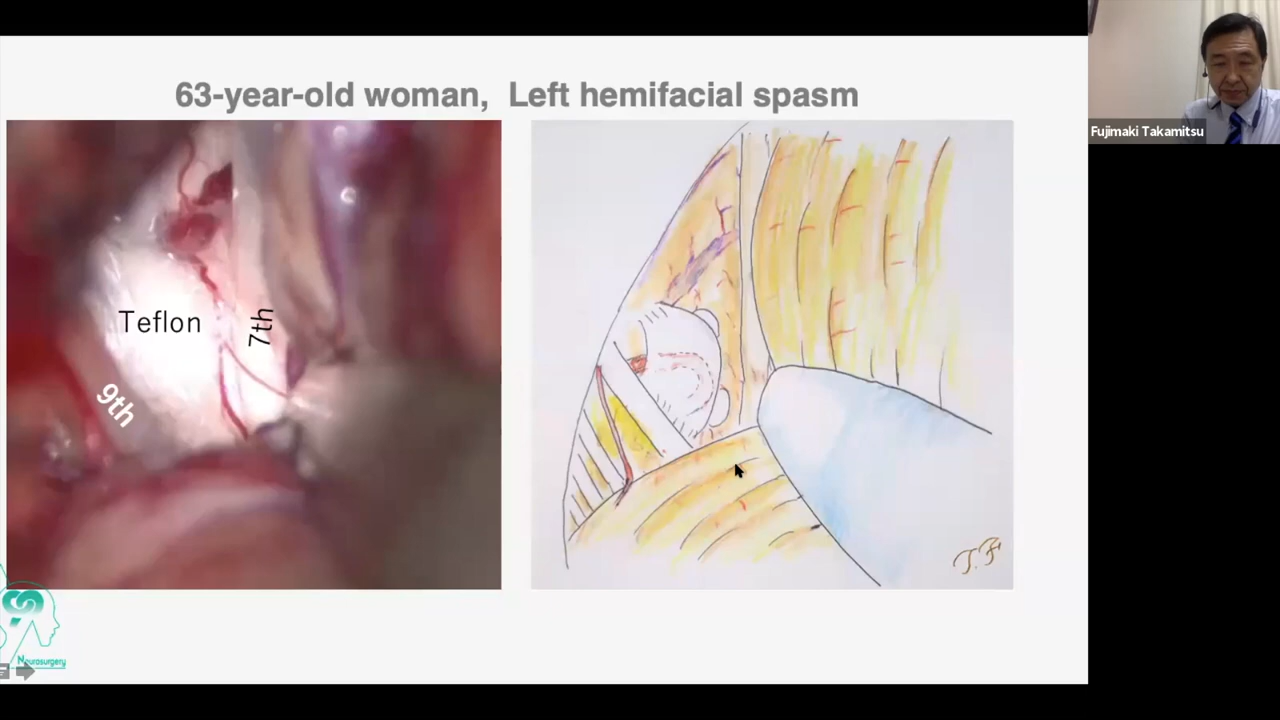 63-year-old woman, Left hemifacial spasm
Fujimaki Takamitsu
Teflon
7th
9th
T.F
Neurosurgery